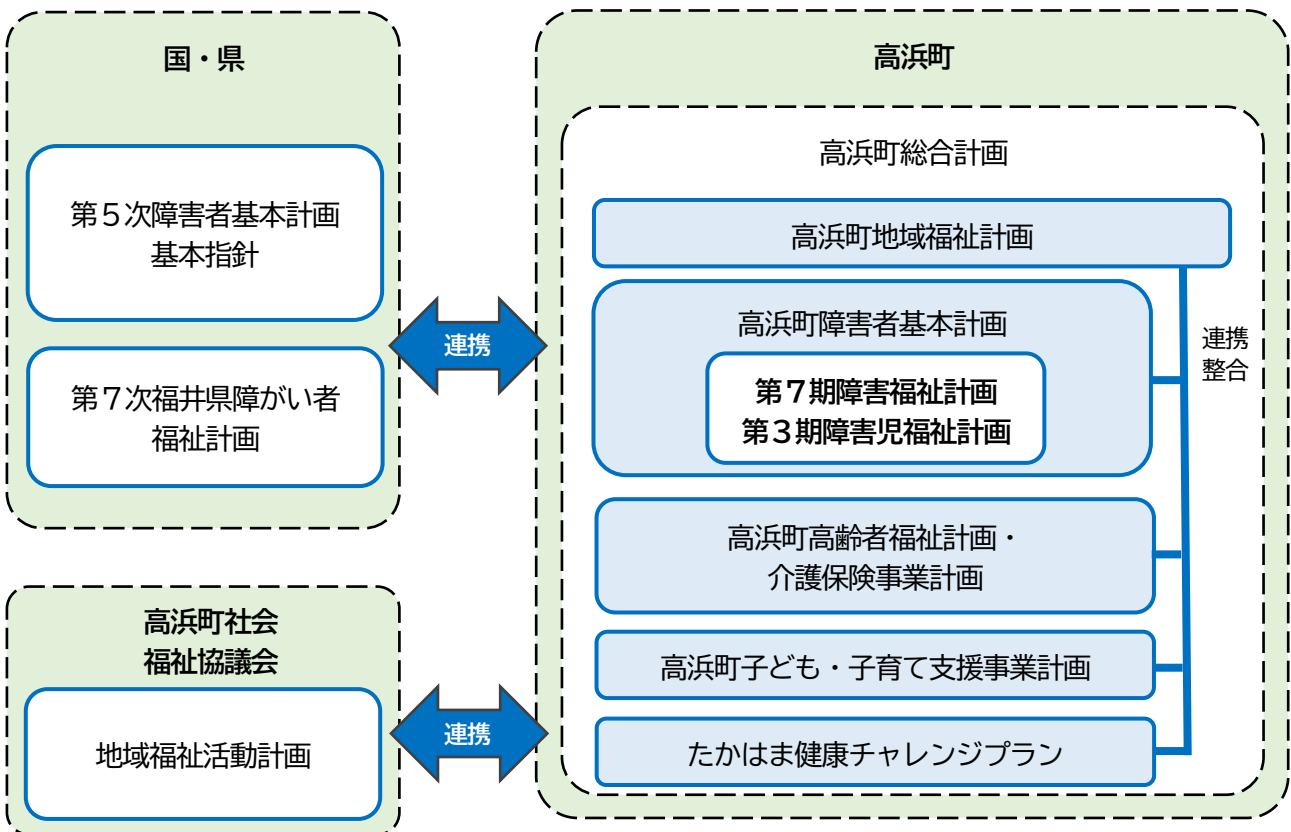 国・県
第５次障害者基本計画
基本指針
第７次福井県障がい者
福祉計画
連携
高浜町社会
福祉協議会
地域福祉活動計画
連携
高浜町
高浜町総合計画
高浜町地域福祉計画
高浜町障害者基本計画
第７期障害福祉計画
第３期障害児福祉計画
連携
整合
高浜町高齢者福祉計画・
介護保険事業計画
高浜町子ども・子育て支援事業計画
たかはま健康チャレンジプラン